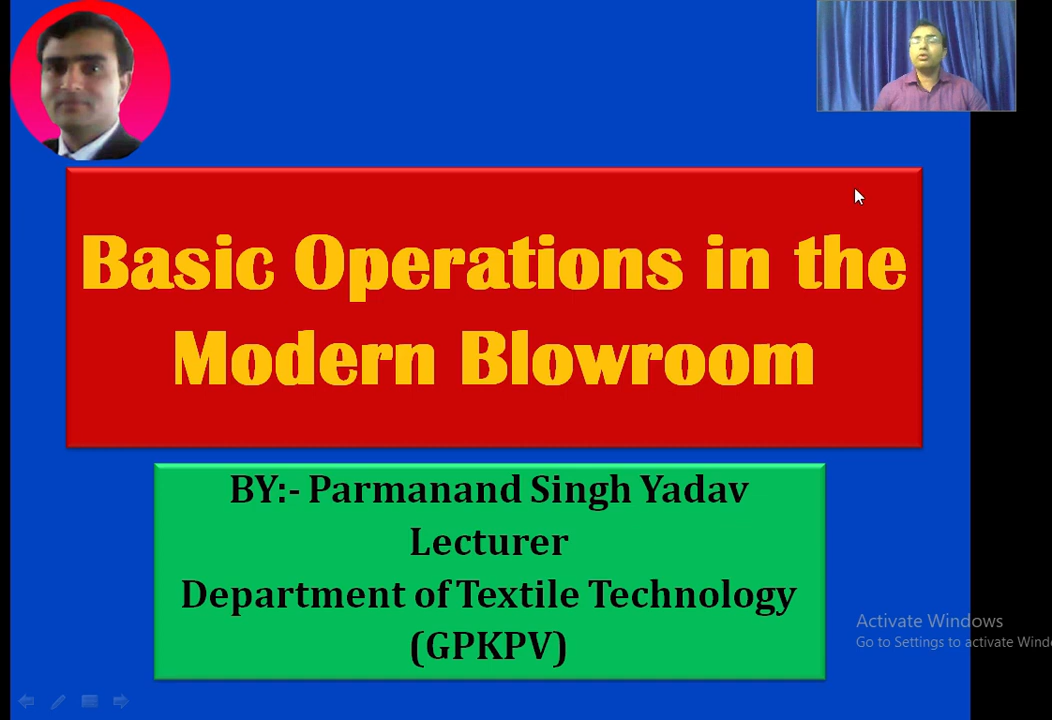 Basic Operations in the
Modern Blowroom
BY:- Parmanand Singh Yadav
Lecturer
Department of Textile Technology
(GPKPV)
Activate Windows
Go to Settings to activate Wind